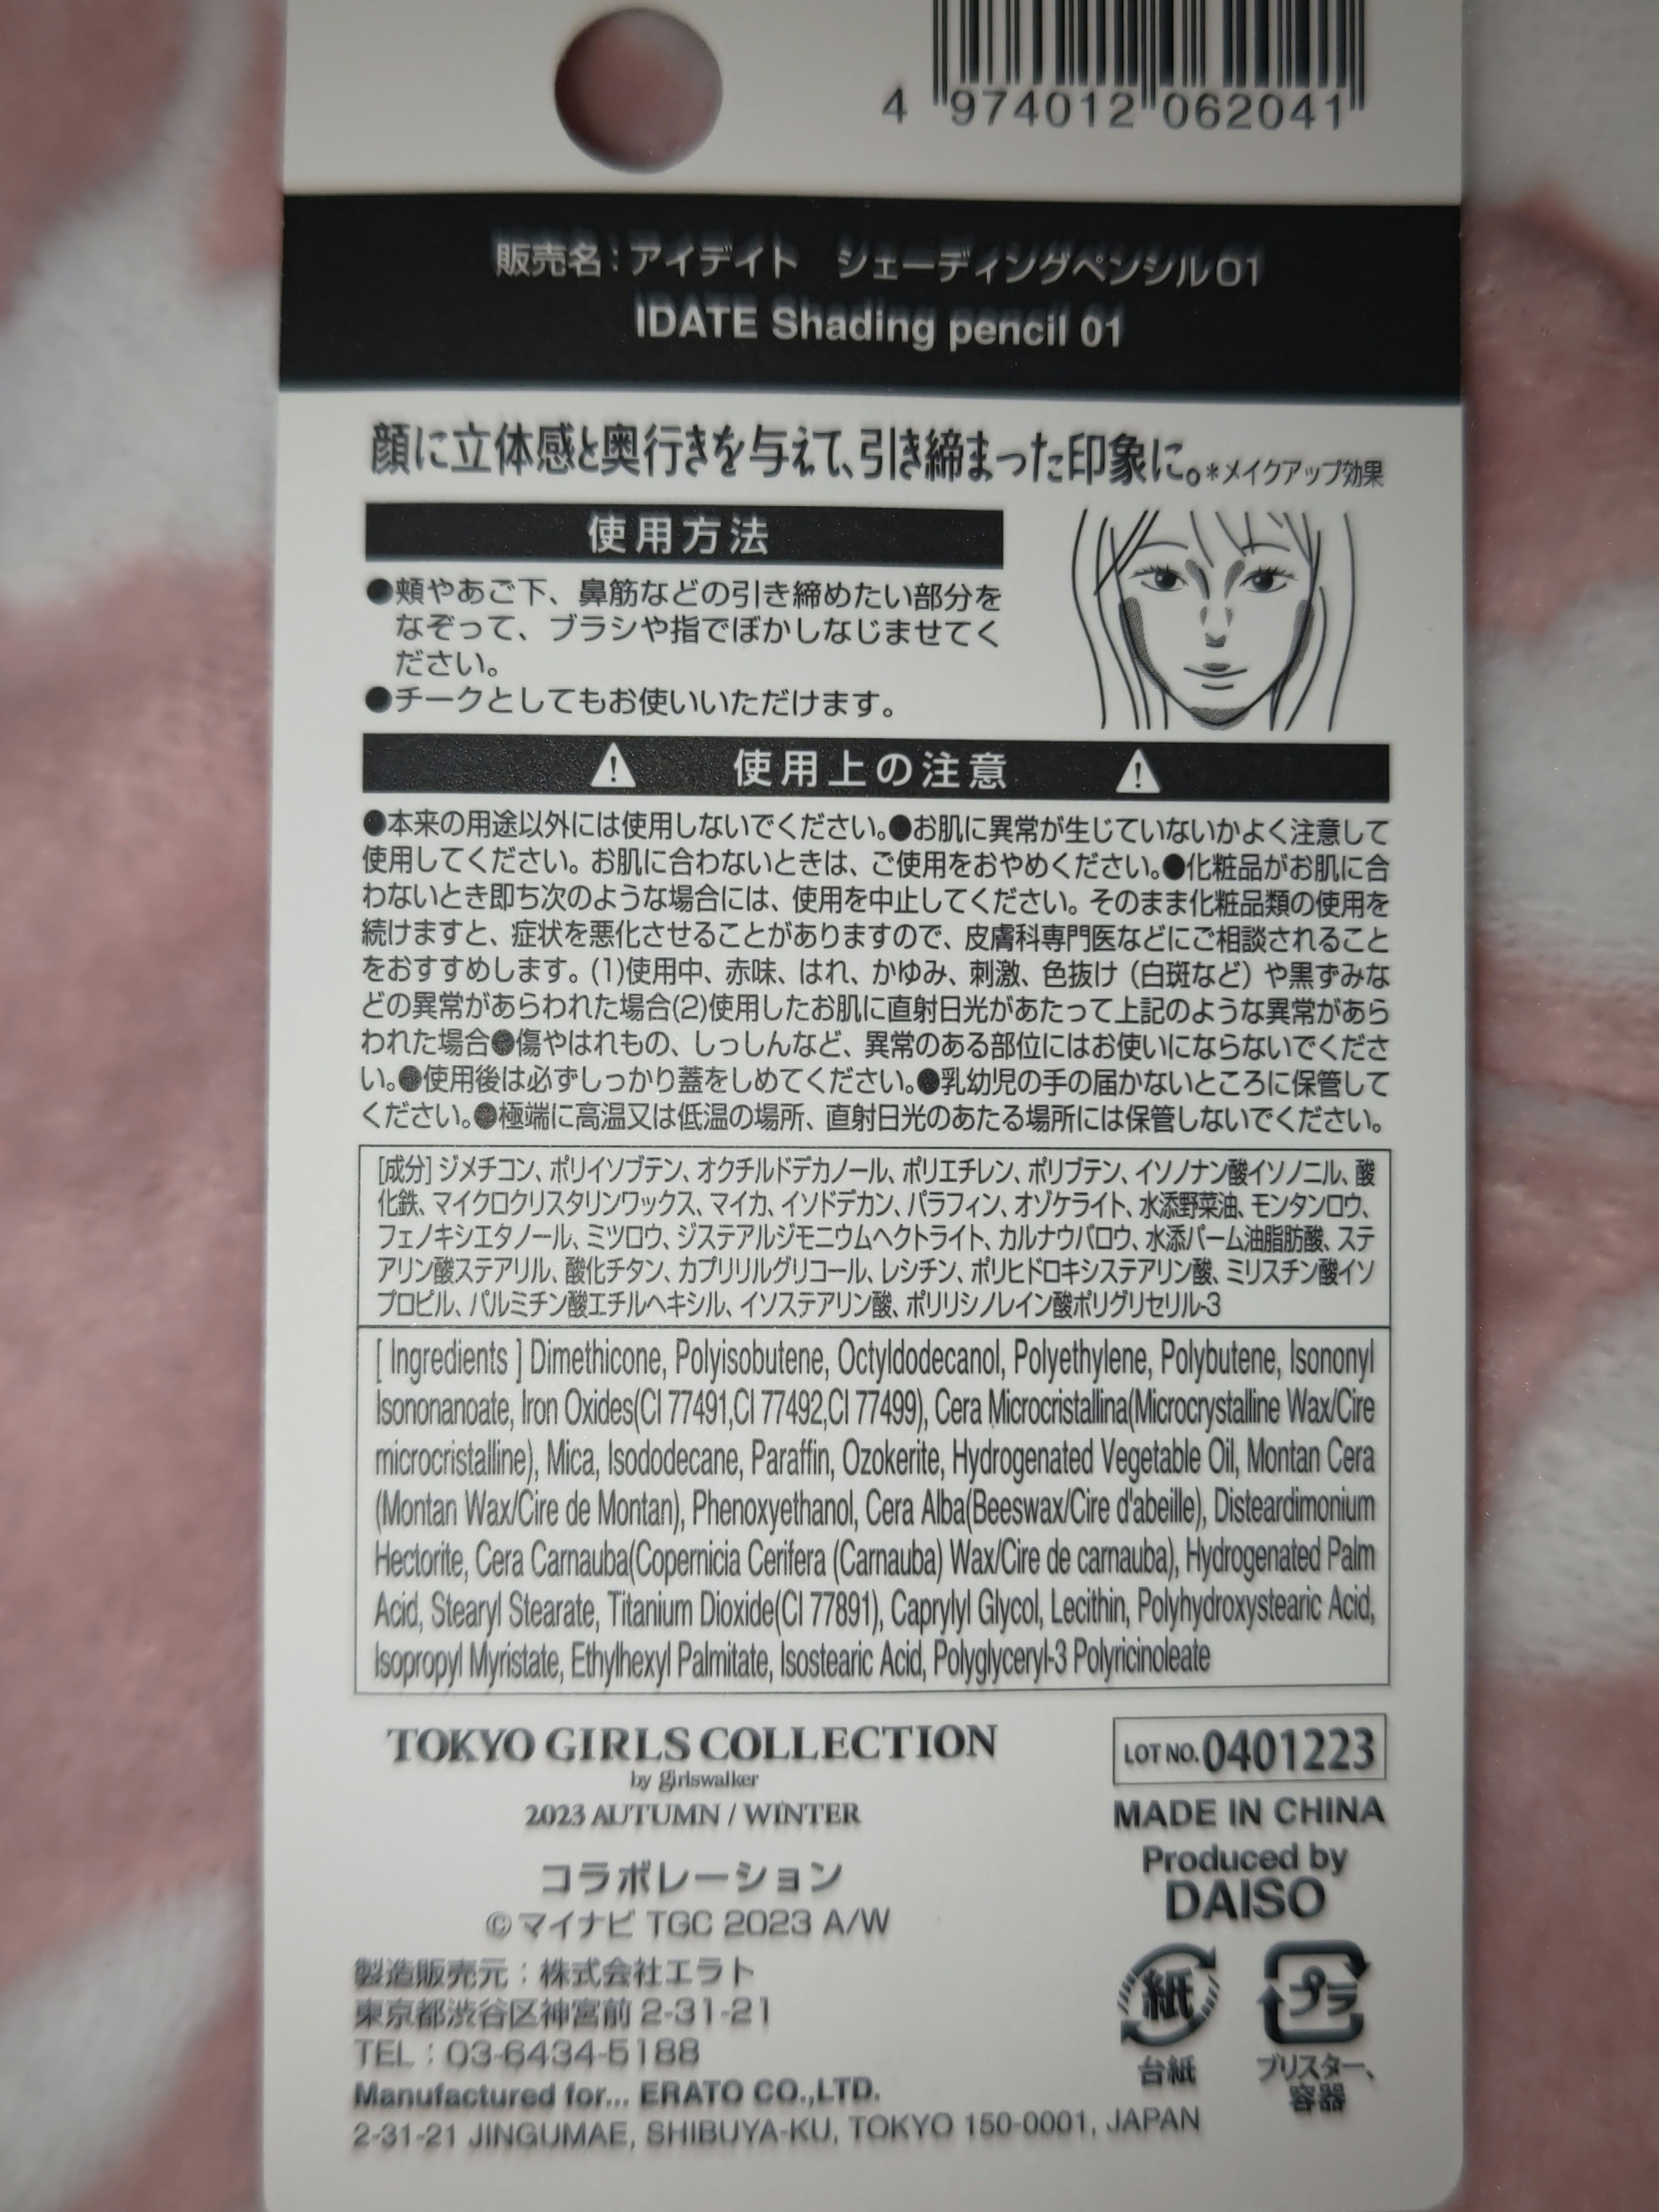 4 974012 062041
販売名：アイデイト　シェーディングペンシル01
IDATE Shading pencil 01
顔に立体感と奥行きを与えて、引き締まった印象に。*メイクアップ効果
使用方法
●頬やあご下、鼻筋などの引き締めたい部分を
なぞって、ブラシや指でぼかしなじませてく
ださい。
●チークとしてもお使いいただけます。
使用上の注意
●本来の用途以外には使用しないでください。●お肌に異常が生じていないかよく注意して
使用してください。お肌に合わないときは、ご使用をおやめください。●化粧品がお肌に合
わないとき即ち次のような場合には、使用を中止してください。そのまま化粧品類の使用を
続けますと、症状を悪化させることがありますので、皮膚科専門医などにご相談されること
をおすすめします。(1)使用中、赤味、はれ、かゆみ、刺激、色抜け（白斑など）や黒ずみな
どの異常があらわれた場合(2)使用したお肌に直射日光があたって上記のような異常があら
われた場合●傷やはれもの、しっしんなど、異常のある部位にはお使いにならないでくださ
い。●使用後は必ずしっかり蓋をしめてください。●乳幼児の手の届かないところに保管して
ください。●極端に高温又は低温の場所、直射日光のあたる場所には保管しないでください。
[成分] ジメチコン、ポリイソブテン、オクチルドデカノール、ポリエチレン、ポリブテン、イソノナン酸イソノニル、酸
化鉄、マイクロクリスタリンワックス、マイカ、イソドデカン、パラフィン、オゾケライト、水添野菜油、モンタンロウ、
フェノキシエタノール、ミツロウ、ジステアルジモニウムヘクトライト、カルナウバロウ、水添パーム油脂肪酸、ステ
アリン酸ステアリル、酸化チタン、カプリリルグリコール、レシチン、ポリヒドロキシステアリン酸、ミリスチン酸イソ
プロピル、パルミチン酸エチルヘキシル、イソステアリン酸、ポリリシノレイン酸ポリグリセリル-3
[ Ingredients ] Dimethicone, Polyisobutene, Octyldodecanol, Polyethylene, Polybutene, Isononyl
Isononanoate, Iron Oxides(CI 77491,CI 77492,CI 77499), Cera Microcristallina(Microcrystalline Wax/Cire
microcristalline), Mica, Isododecane, Paraffin, Ozokerite, Hydrogenated Vegetable Oil, Montan Cera
(Montan Wax/Cire de Montan), Phenoxyethanol, Cera Alba(Beeswax/Cire d'abeille), Disteardimonium
Hectorite, Cera Carnauba(Copernicia Cerifera (Carnauba) Wax/Cire de carnauba), Hydrogenated Palm
Acid, Stearyl Stearate, Titanium Dioxide(CI 77891), Caprylyl Glycol, Lecithin, Polyhydroxystearic Acid,
Isopropyl Myristate, Ethylhexyl Palmitate, Isostearic Acid, Polyglyceryl-3 Polyricinoleate
TOKYO GIRLS COLLECTION
by girlswalker
2023 AUTUMN / WINTER
コラボレーション
©マイナビ TGC 2023 A/W
製造販売元：株式会社エラト
東京都渋谷区神宮前 2-31-21
TEL：03-6434-5188
Manufactured for... ERATO CO.,LTD.
2-31-21 JINGUMAE, SHIBUYA-KU, TOKYO 150-0001, JAPAN
LOT NO. 0401223
MADE IN CHINA
Produced by
DAISO
紙
台紙
プラ
ブリスター、
容器